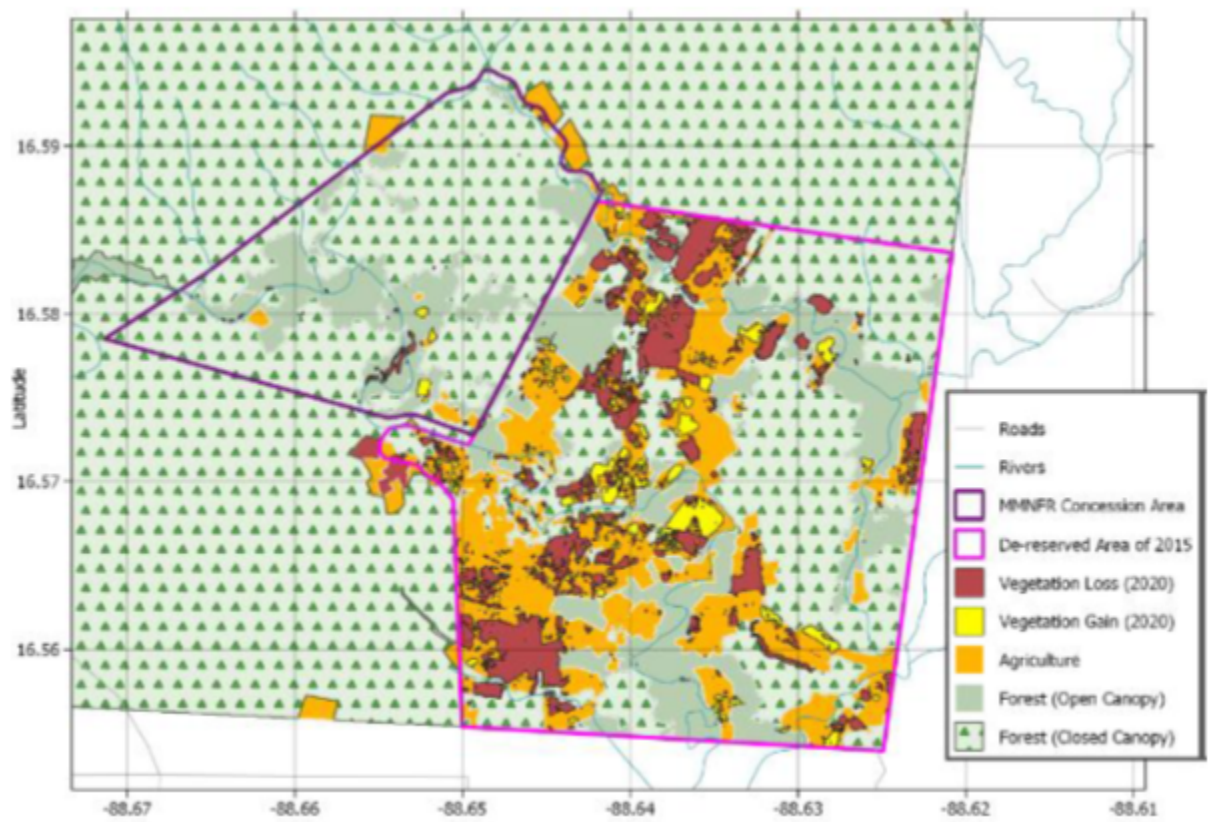 16.59
16.58
16.57
16.56
Latitude
-88.67 -88.66 -88.65 -88.64 -88.63 -88.62 -88.61
Roads
Rivers
MMNFR Concession Area
De-reserved Area of 2015
Vegetation Loss (2020)
Vegetation Gain (2020)
Agriculture
Forest (Open Canopy)
Forest (Closed Canopy)